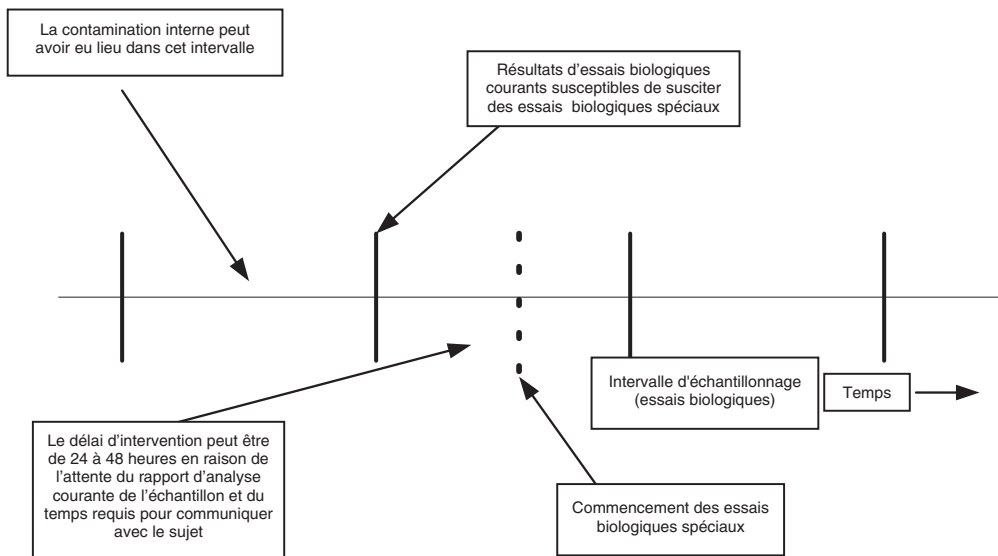 La contamination interne peut
avoir eu lieu dans cet intervalle
Résultats d'essais biologiques
courants susceptibles de susciter
des essais biologiques spéciaux
Intervalle d'échantillonnage
(essais biologiques)
Temps
Le délai d'intervention peut être
de 24 à 48 heures en raison de
l'attente du rapport d'analyse
courante de l'échantillon et du
temps requis pour communiquer
avec le sujet
Commencement des essais
biologiques spéciaux